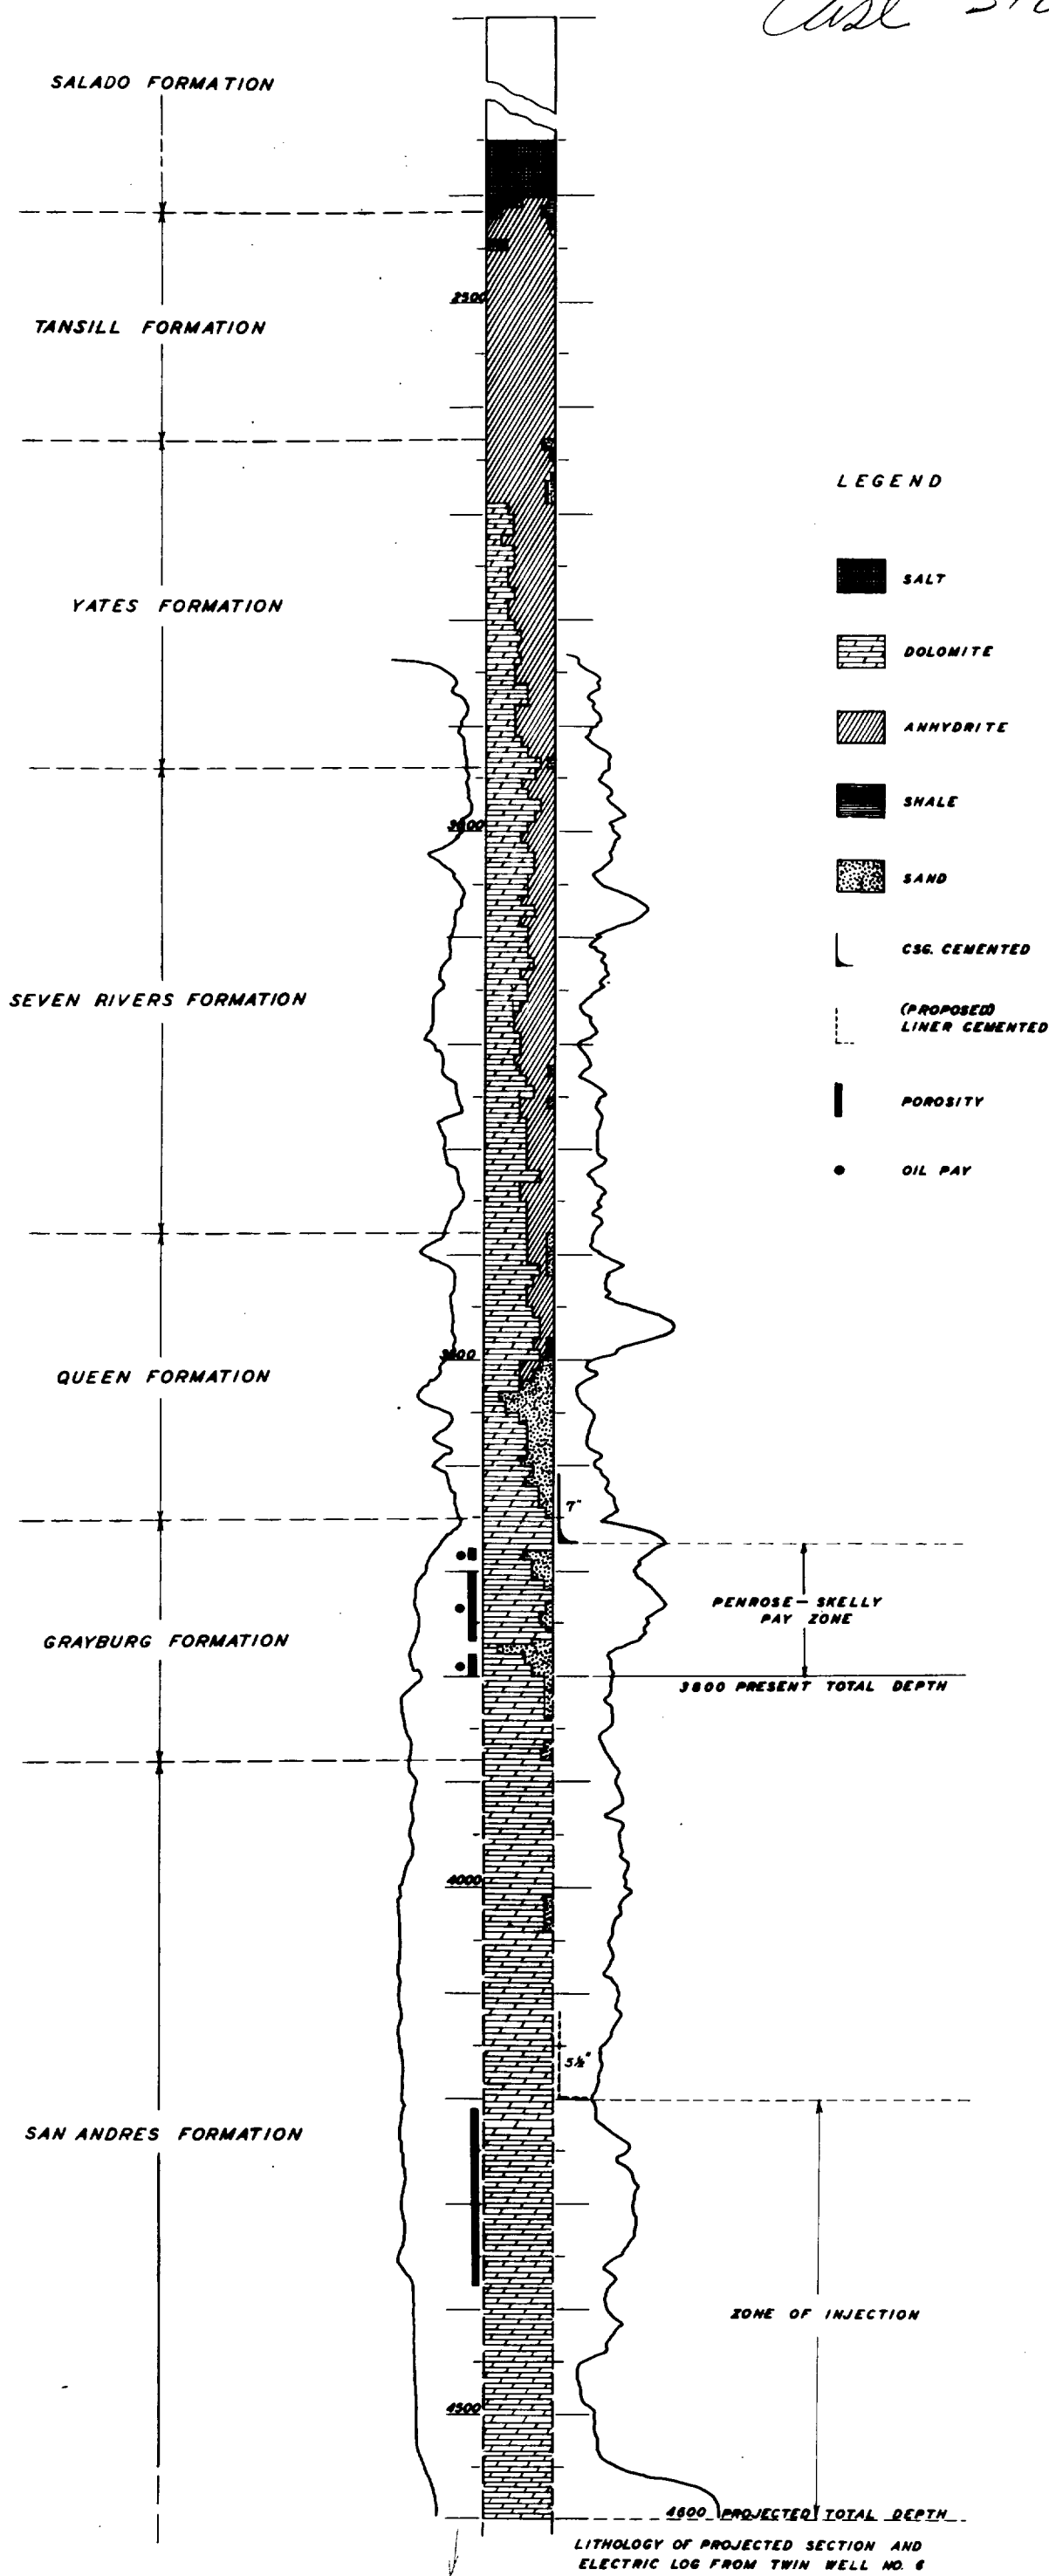 Case
SALADO FORMATION
2500
TANSILL FORMATION
LEGEND
SALT
YATES FORMATION
DOLOMITE
ANHYDRITE
SHALE
3000
SAND
CSG. CEMENTED
SEVEN RIVERS FORMATION
(PROPOSED)
LINER CEMENTED
POROSITY
OIL PAY
3500
QUEEN FORMATION
7"
PENROSE - SKELLY
PAY ZONE
GRAYBURG FORMATION
3800 PRESENT TOTAL DEPTH
4000
5½"
SAN ANDRES FORMATION
ZONE OF INJECTION
4500
4600 PROJECTED TOTAL DEPTH
LITHOLOGY OF PROJECTED SECTION AND
ELECTRIC LOG FROM TWIN WELL NO. 6